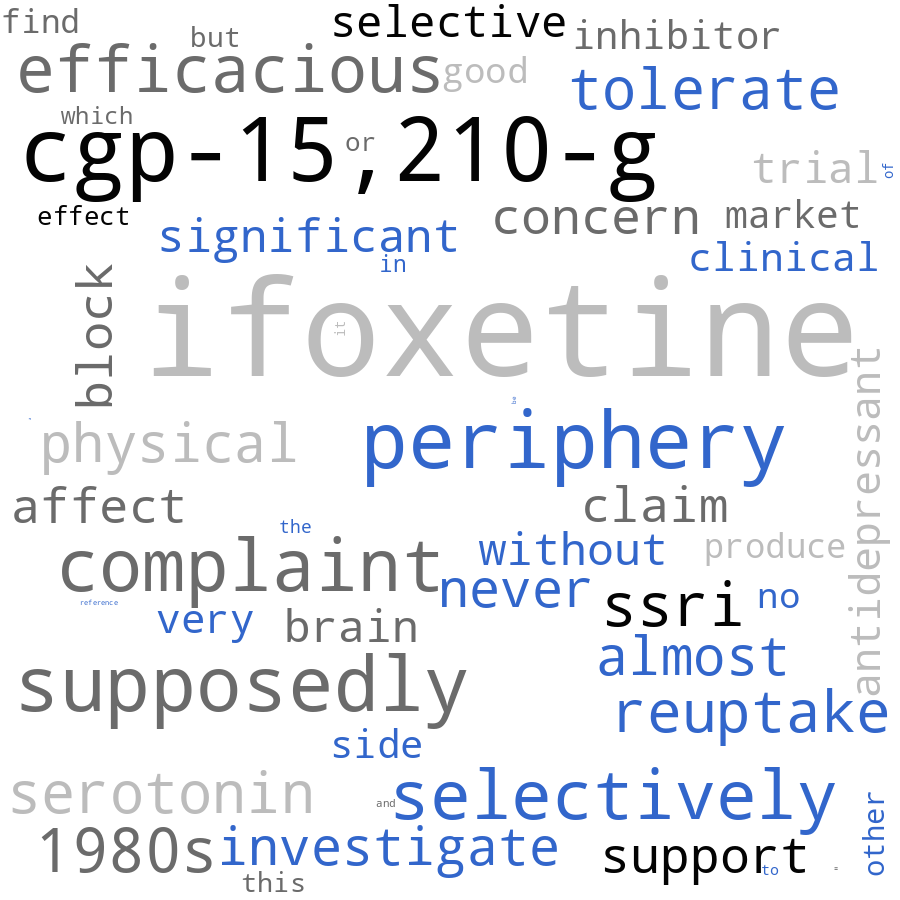 find
but
selective
inhibitor
efficacious
good
tolerate
which
cgp-15,210-g
or
trial
of
effect
significant
concern
market
in
clinical
block
ifoxetine
it
be
physical
periphery
antidepressant
affect
claim
the
complaint
without
produce
never
reference
very
brain
ssri
no
almost
supposedly
reuptake
side
serotonin
and
selectively
other
1980s
investigate
support
to
this